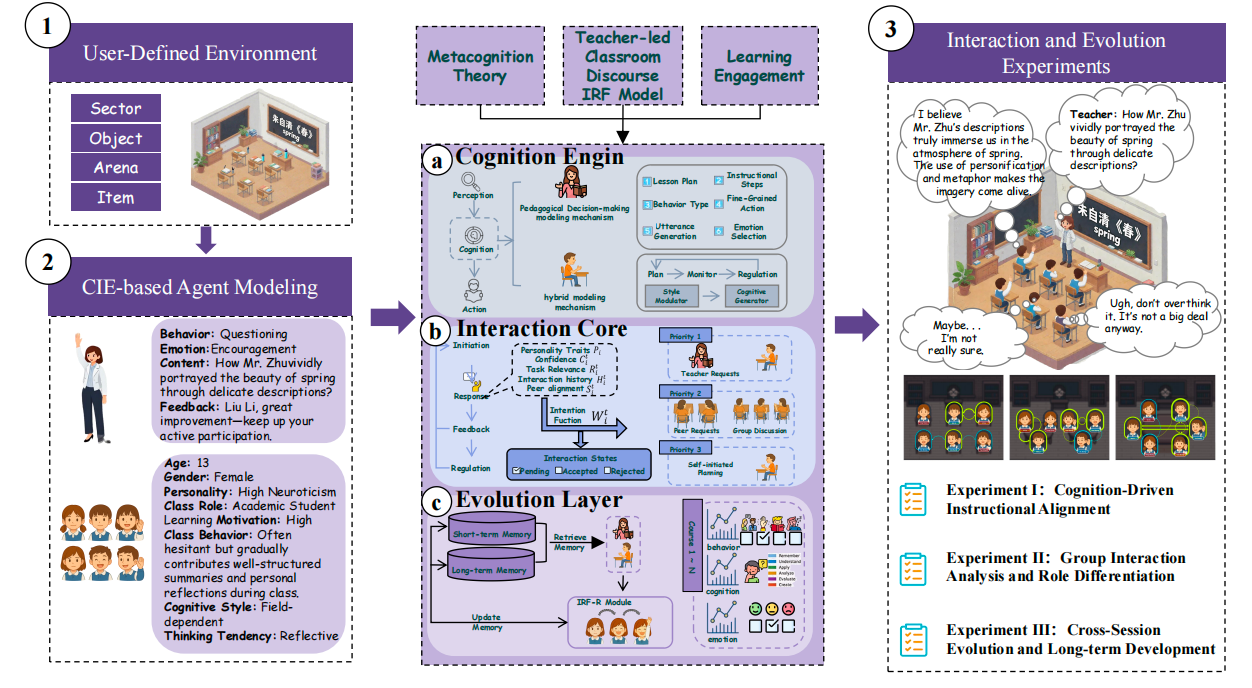 1
User-Defined Environment
Sector
Object
Arena
Item
朱自清《春》
spring
2
CIE-based Agent Modeling
Behavior: Questioning
Emotion: Encouragement
Content: How Mr. Zhuvividly
portrayed the beauty of spring
through delicate descriptions?
Feedback: Liu Li, great
improvement—keep up your
active participation.
Age: 13
Gender: Female
Personality: High Neuroticism
Class Role: Academic Student
Learning Motivation: High
Class Behavior: Often
hesitant but gradually
contributes well-structured
summaries and personal
reflections during class.
Cognitive Style: Field-
dependent
Thinking Tendency: Reflective
Metacognition
Theory
Teacher-led
Classroom
Discourse
IRF Model
Learning
Engagement
a
Cognition Engin
Perception
Cognition
Action
Pedagogical Decision-making
modeling mechanism
hybrid modeling
mechanism
1 Lesson Plan
2 Instructional
Steps
3 Behavior Type
4 Fine-Grained
Action
5 Utterance
Generation
6 Emotion
Selection
Plan
Monitor
Regulation
Style
Modulator
Cognitive
Generator
b
Interaction Core
Initiation
Response
Feedback
Regulation
Personality Traits P_i
Confidence C_i^t
Task Relevance R_i^t
Interaction history H_i^t
Peer alignment S_i^t
Intention
Fuction
W_i^t
Interaction States
Pending
Accepted
Rejected
Priority 1
Teacher Requests
Priority 2
Peer Requests
Group Discussion
Priority 3
Self-initiated
Planning
c
Evolution Layer
Short-term Memory
Long-term Memory
Retrieve
Memory
Update
Memory
IRF-R Module
Course 1 - N
behavior
cognition
emotion
Remember
Understand
Apply
Analyze
Evaluate
Create
3
Interaction and Evolution
Experiments
I believe
Mr. Zhu's descriptions
truly immerse us in the
atmosphere of spring.
The use of personification
and metaphor makes the
imagery come alive.
Teacher: How Mr. Zhu
vividly portrayed the
beauty of spring
through delicate
descriptions?
朱自清《春》
spring
Maybe. . .
I'm not
really sure.
Ugh, don't overthink
it. It's not a big deal
anyway.
Experiment I: Cognition-Driven
Instructional Alignment
Experiment II: Group Interaction
Analysis and Role Differentiation
Experiment III: Cross-Session
Evolution and Long-term Development